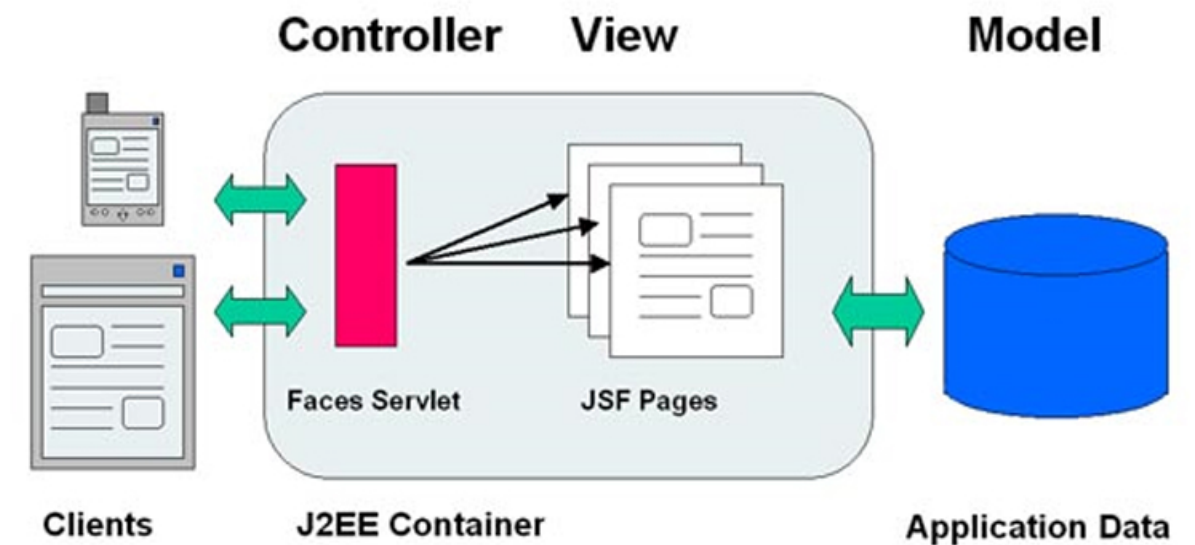 Controller View Model
Faces Servlet JSF Pages
Clients J2EE Container Application Data